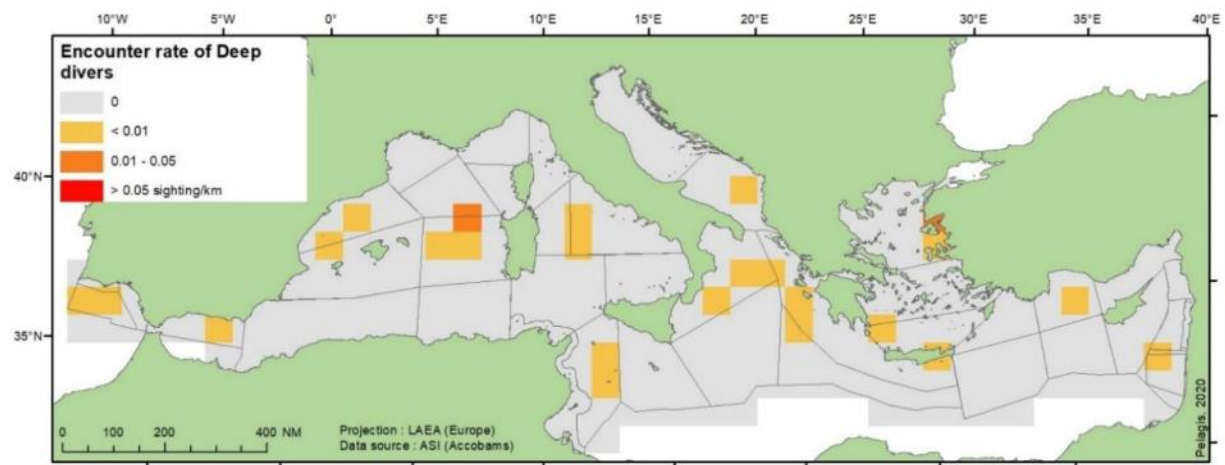 10°W 5°W 0° 5°E 10°E 15°E 20°E 25°E 30°E 35°E 40°E
Encounter rate of Deep
divers
0
< 0.01
0.01 - 0.05
> 0.05 sighting/km
40°N
35°N
0 100 200 400 NM
Projection : LAEA (Europe)
Data source : ASI (Accobams)
Pelagis, 2020